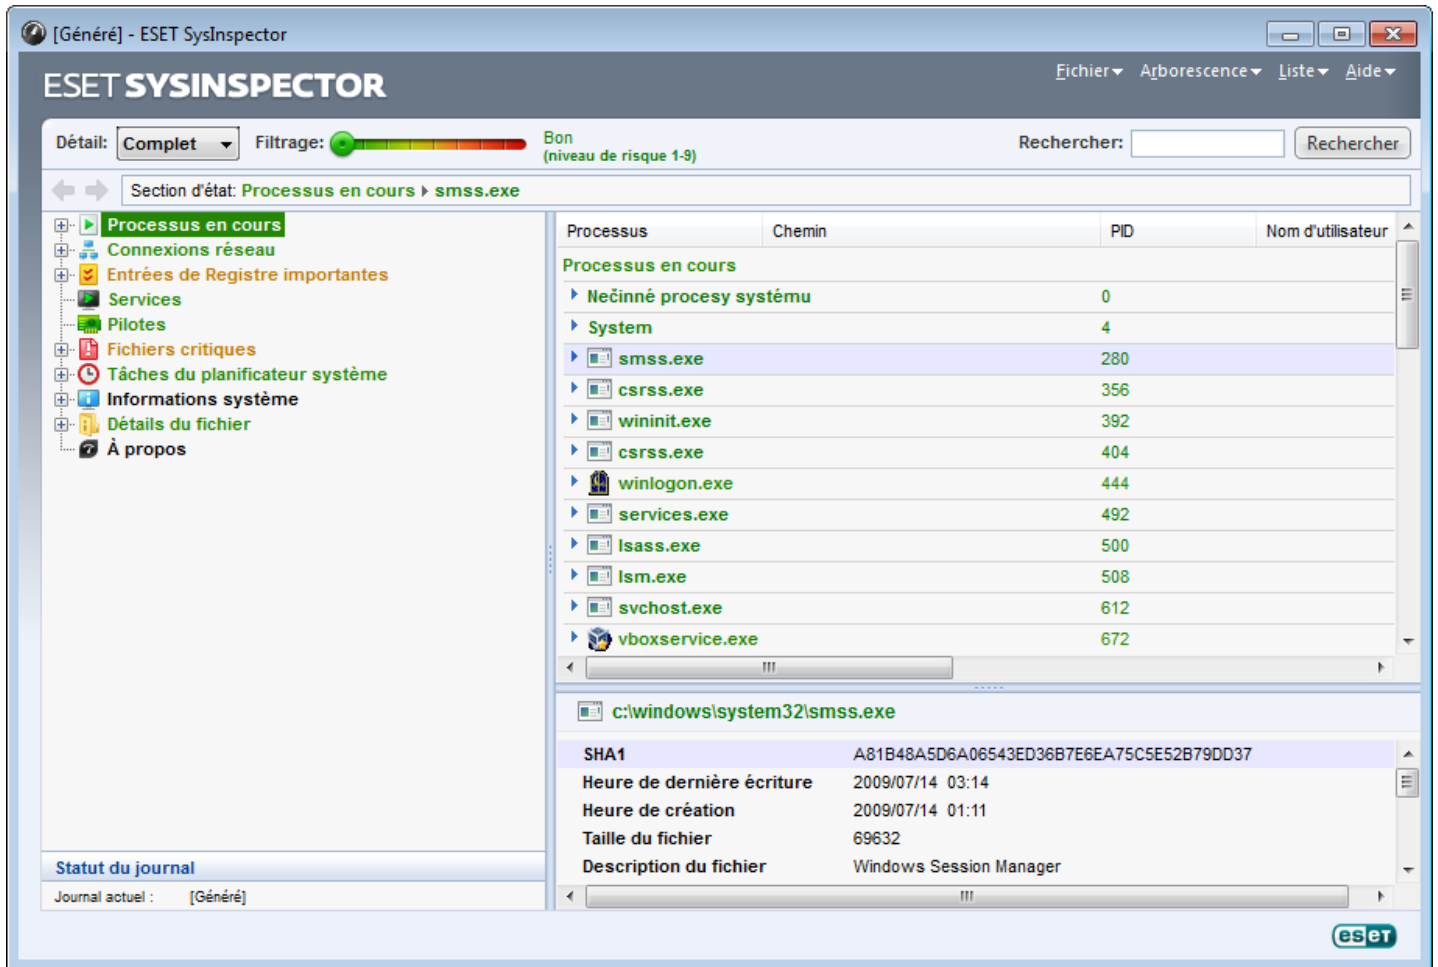 [Généré] - ESET SysInspector
ESET SYSINSPECTOR
Fichier Arborescence Liste Aide
Détail: Complet Filtrage: Bon Rechercher: Rechercher
(niveau de risque 1-9)
Section d'état: Processus en cours smss.exe
Processus en cours
Connexions réseau
Entrées de Registre importantes
Services
Pilotes
Fichiers critiques
Tâches du planificateur système
Informations système
Détails du fichier
À propos
Statut du journal
Journal actuel : [Généré]
Processus Chemin PID Nom d'utilisateur
Processus en cours
Nečinné procesy systému 0
System 4
smss.exe 280
csrss.exe 356
wininit.exe 392
csrss.exe 404
winlogon.exe 444
services.exe 492
lsass.exe 500
lsm.exe 508
svchost.exe 612
vboxservice.exe 672
c:\windows\system32\smss.exe
SHA1 A81B48A5D6A06543ED36B7E6EA75C5E52B79DD37
Heure de dernière écriture 2009/07/14 03:14
Heure de création 2009/07/14 01:11
Taille du fichier 69632
Description du fichier Windows Session Manager
eseT